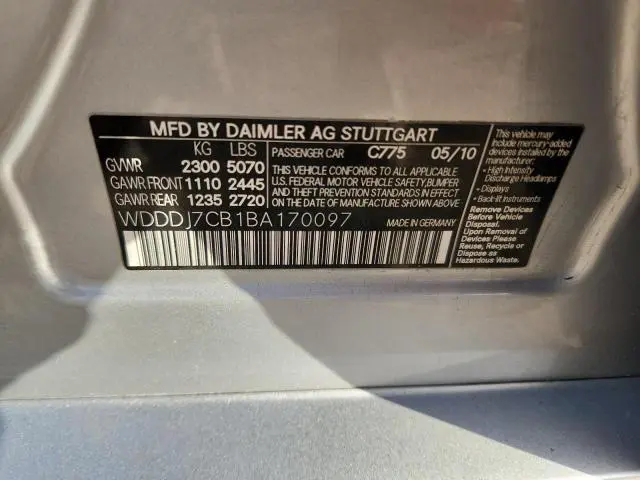 MFD BY DAIMLER AG STUTTGART
KG LBS
GVWR 2300 5070
GAWR FRONT 1110 2445
GAWR REAR 1235 2720
PASSENGER CAR C775 05/10
THIS VEHICLE CONFORMS TO ALL APPLICABLE
U.S. FEDERAL MOTOR VEHICLE SAFETY, BUMPER,AND
THEFT PREVENTION STANDARDS IN EFFECT ON THE
DATE OF MANUFACTURE SHOWN ABOVE.
WDDDJ7CB1BA170097
This vehicle may
include mercury-added
devices installed by the
manufacturer:
• High Intensity
Discharge Headlamps
• Displays
• Back-lit Instruments
Remove Devices
Before Vehicle
Disposal.
Upon Removal of
Devices Please
Reuse, Recycle or
Dispose as
Hazardous Waste.